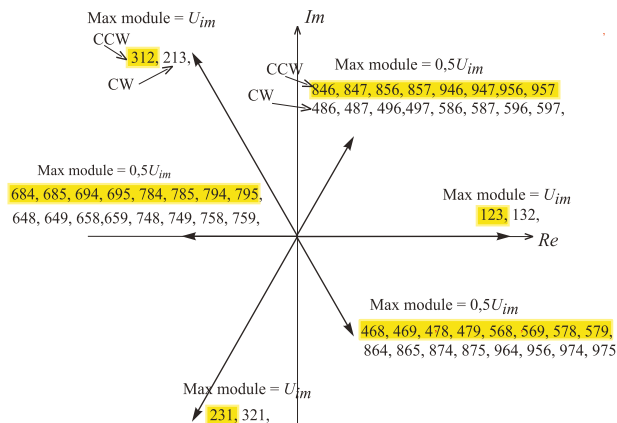 Max module = Uim
Im
CCW
312, 213,
CW
Max module = 0,5Uim
CCW
846, 847, 856, 857, 946, 947,956, 957
CW
486, 487, 496,497, 586, 587, 596, 597,
Max module = 0,5Uim
684, 685, 694, 695, 784, 785, 794, 795,
648, 649, 658,659, 748, 749, 758, 759,
Max module = Uim
123, 132,
Re
Max module = 0,5Uim
468, 469, 478, 479, 568, 569, 578, 579,
864, 865, 874, 875, 964, 956, 974, 975
Max module = Uim
231, 321,